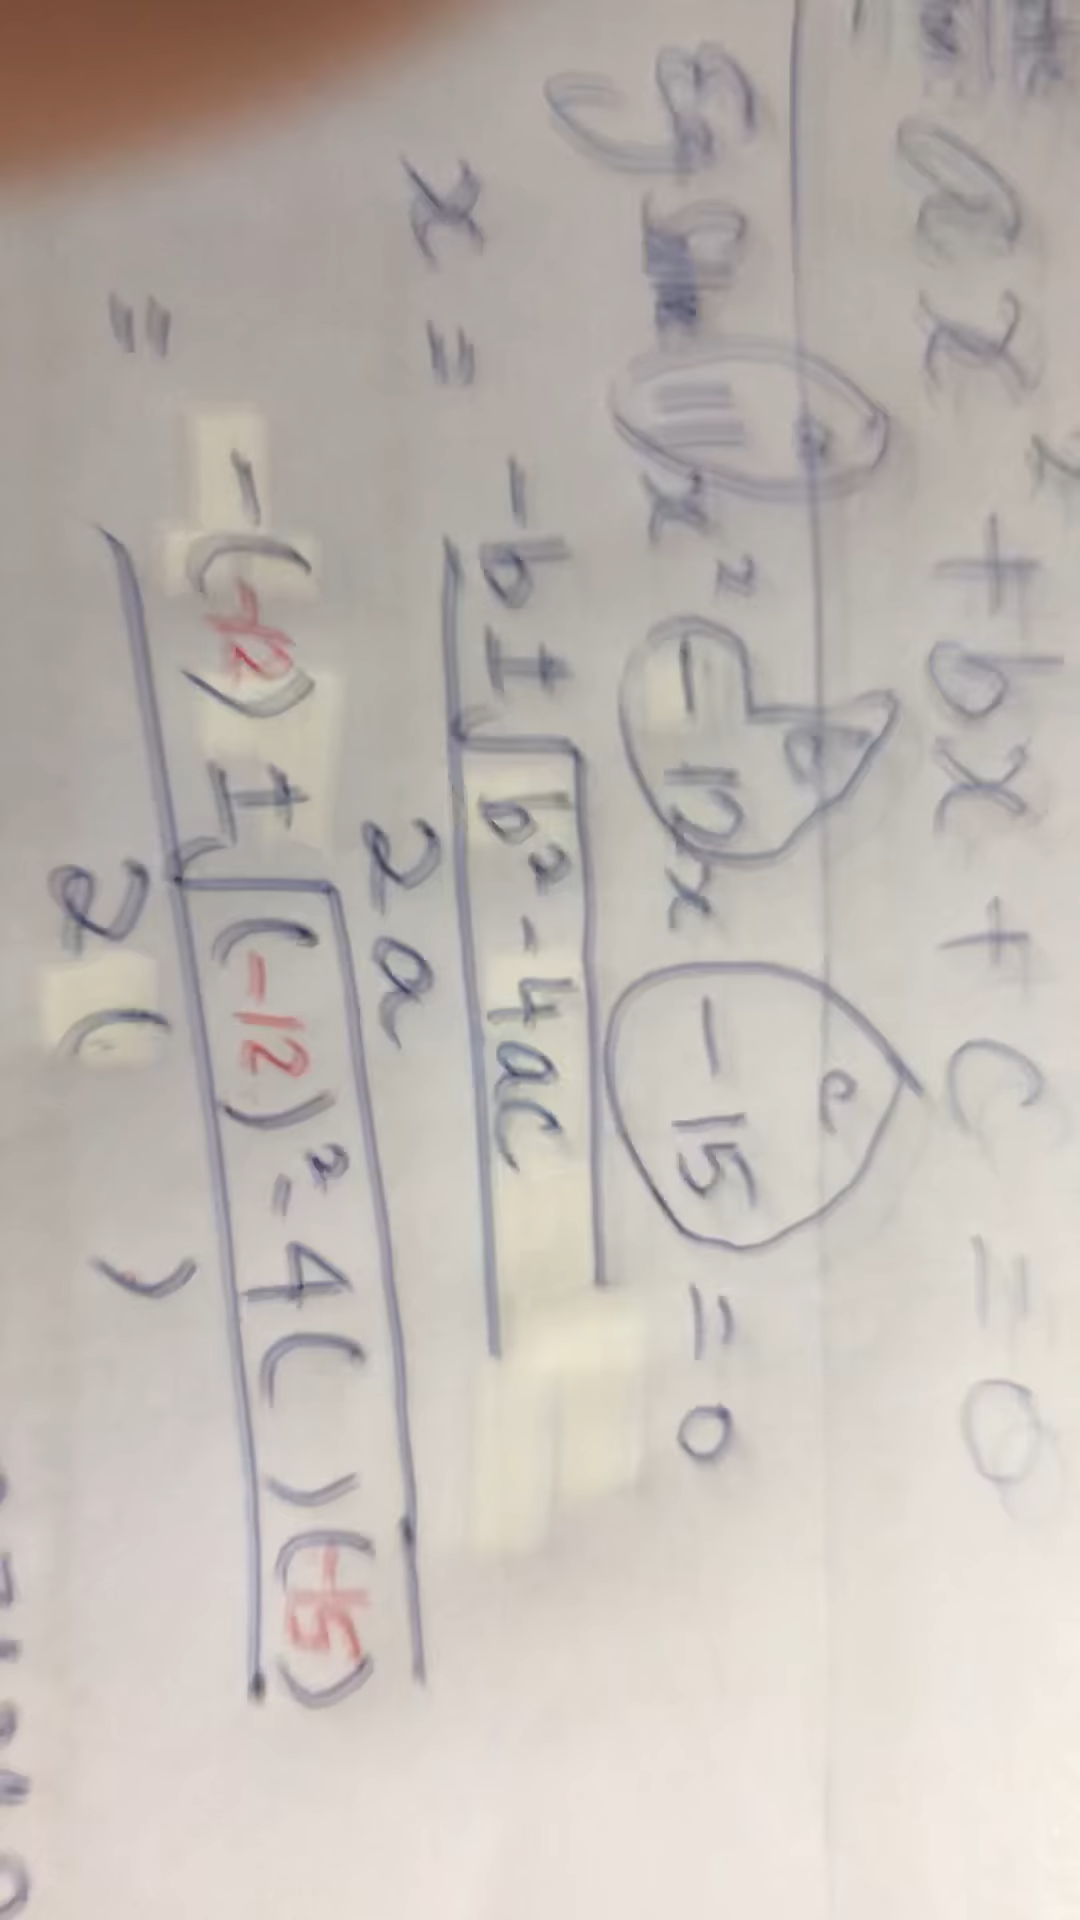 ax² + bx + c = 0
a b c
x² - 12x - 15 = 0
x = -b ± √b² - 4ac
2a
= -(-12) ± √(-12)² - 4( )(-15)
2( )